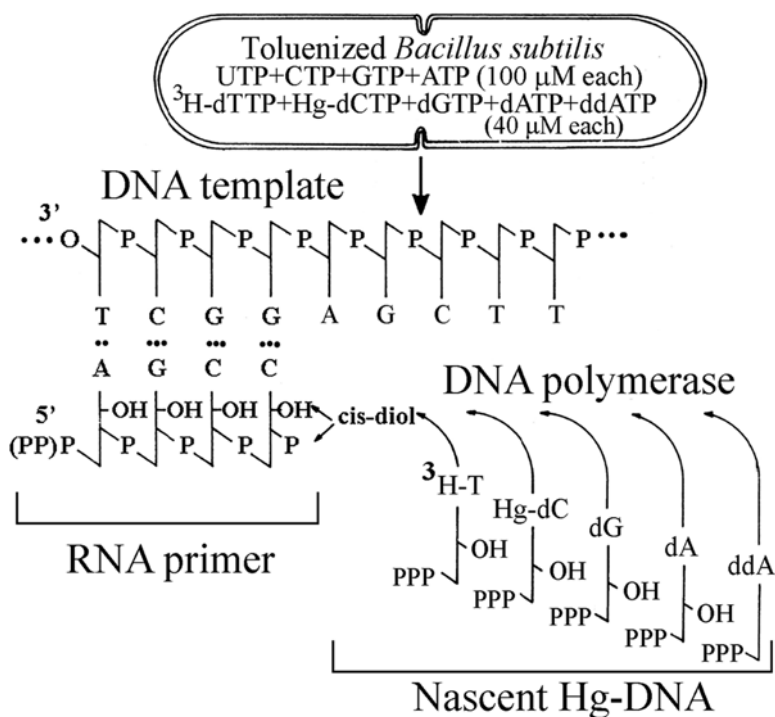 Toluenized Bacillus subtilis
UTP+CTP+GTP+ATP (100 µM each)
³H-dTTP+Hg-dCTP+dGTP+dATP+ddATP
(40 µM each)
DNA template
3'
···O P P P P P P P P P···
T C G G A G C T T
A G C C
DNA polymerase
5'
OH OH OH OH
cis-diol
(PP)P P P P P
³H-T
Hg-dC
dG
dA
ddA
OH OH OH OH
PPP PPP PPP PPP PPP
RNA primer
Nascent Hg-DNA